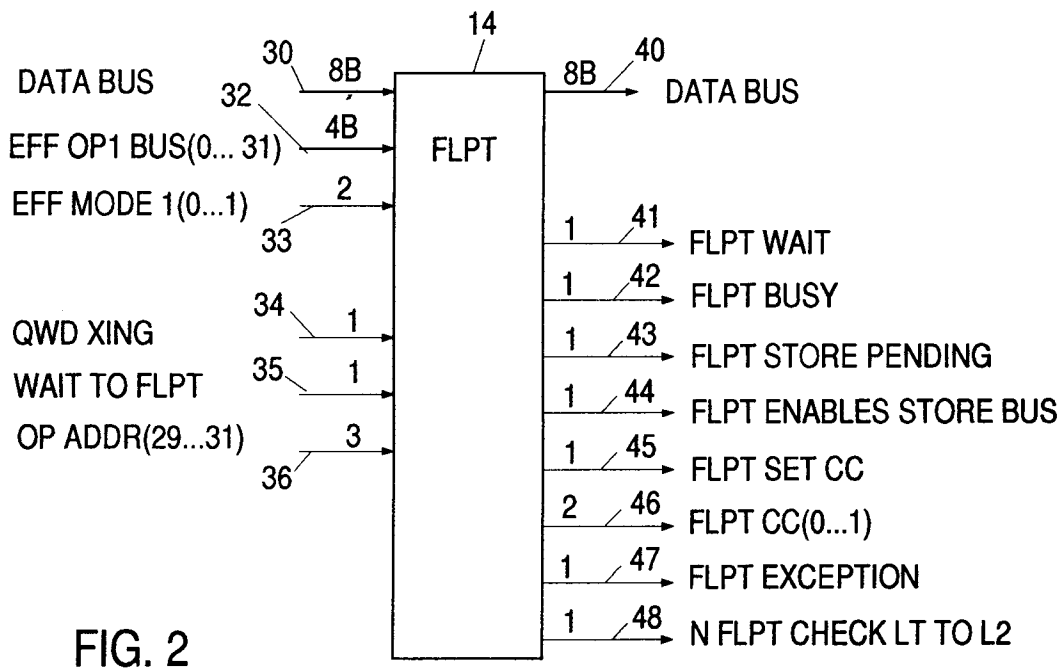 14
30
8B
8B
40
DATA BUS
DATA BUS
32
4B
EFF OP1 BUS(0... 31)
FLPT
EFF MODE 1(0...1)
2
33
1
41
FLPT WAIT
1
42
FLPT BUSY
34
QWD XING
1
1
43
FLPT STORE PENDING
WAIT TO FLPT
35
1
1
44
FLPT ENABLES STORE BUS
OP ADDR(29...31)
3
36
1
45
FLPT SET CC
2
46
FLPT CC(0...1)
1
47
FLPT EXCEPTION
1
48
N FLPT CHECK LT TO L2
FIG. 2